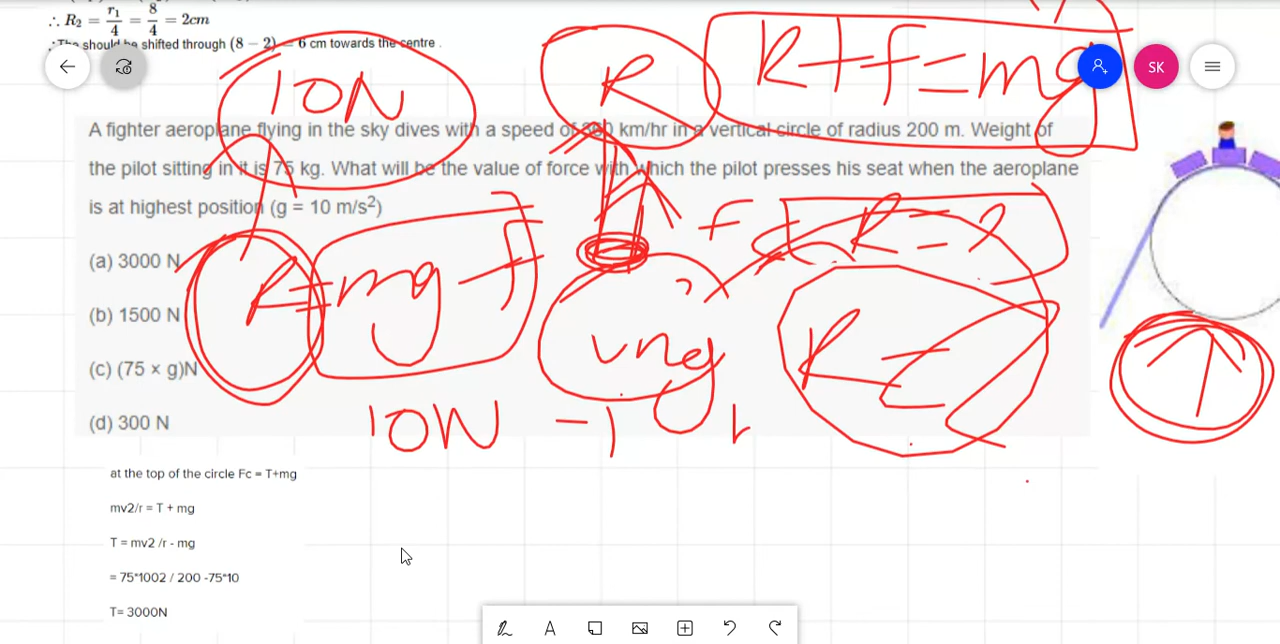 ∴ R₂ = r₁/4 = 8/4 = 2cm
should be shifted through (8 − 2) = 6 cm towards the centre .
SK
10N
R
R+f=mg
A fighter aeroplane flying in the sky dives with a speed of 360 km/hr in a vertical circle of radius 200 m. Weight of
the pilot sitting in it is 75 kg. What will be the value of force with which the pilot presses his seat when the aeroplane
is at highest position (g = 10 m/s²)
(a) 3000 N
R=mg-f
f
(b) 1500 N
(c) (75 × g)N
(d) 300 N
10N
at the top of the circle Fc = T+mg
mv2/r = T + mg
T = mv2 /r - mg
= 75*1002 / 200 -75*10
T= 3000N
A